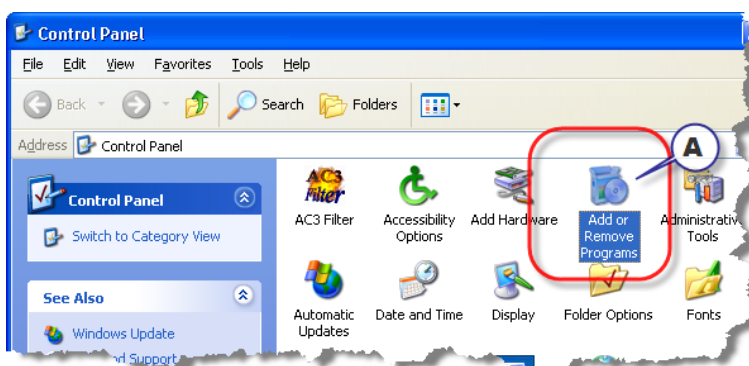 Control Panel
File Edit View Favorites Tools Help
Back Search Folders
Address Control Panel
A
Control Panel
Switch to Category View
See Also
Windows Update
AC3 Filter
AC3 Filter
Accessibility
Options
Add Hardware
Add or
Remove
Programs
Administrativ
Tools
Automatic
Updates
Date and Time
Display
Folder Options
Fonts